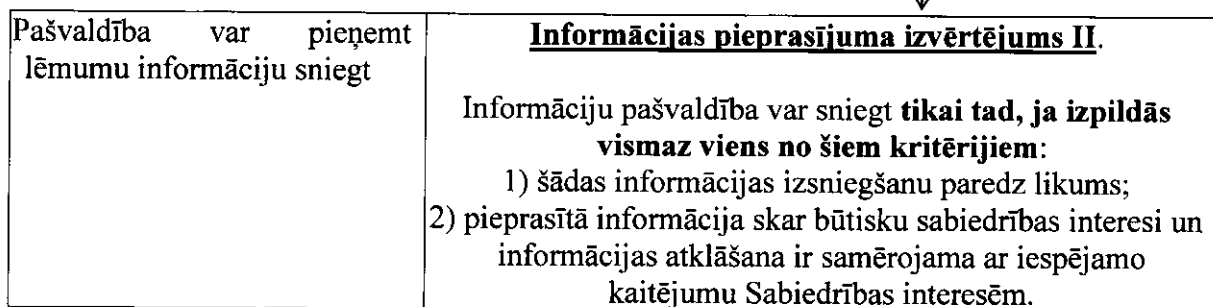 Pašvaldība var pieņemt
lēmumu informāciju sniegt
Informācijas pieprasījuma izvērtējums II.
Informāciju pašvaldība var sniegt tikai tad, ja izpildās
vismaz viens no šiem kritērijiem:
1) šādas informācijas izsniegšanu paredz likums;
2) pieprasītā informācija skar būtisku sabiedrības interesi un
informācijas atklāšana ir samērojama ar iespējamo
kaitējumu Sabiedrības interesēm.